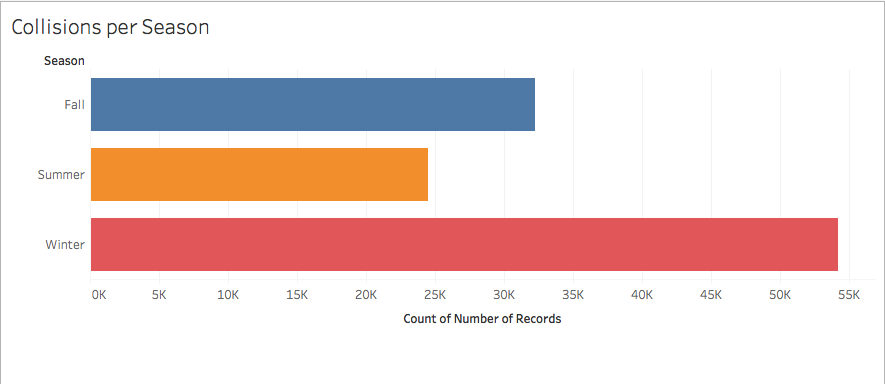 Collisions per Season
Season
Fall
Summer
Winter
0K 5K 10K 15K 20K 25K 30K 35K 40K 45K 50K 55K
Count of Number of Records